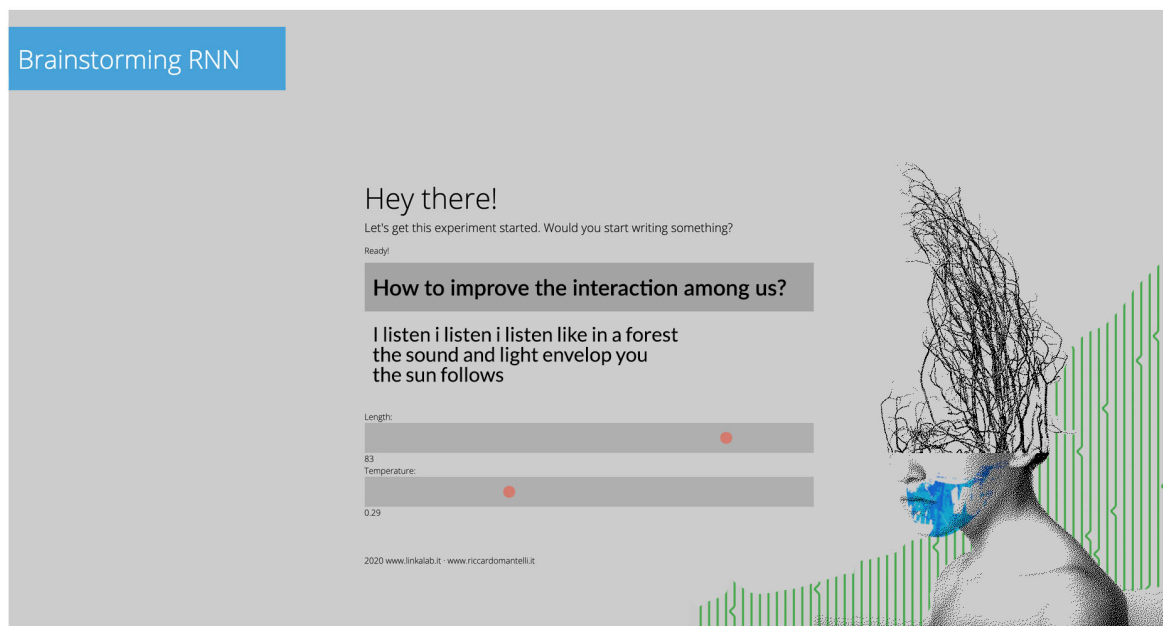 Brainstorming RNN
Hey there!
Let's get this experiment started. Would you start writing something?
Ready!
How to improve the interaction among us?
I listen i listen i listen like in a forest
the sound and light envelop you
the sun follows
Length:
83
Temperature:
0.29
2020 www.linkalab.it - www.riccardomantelli.it